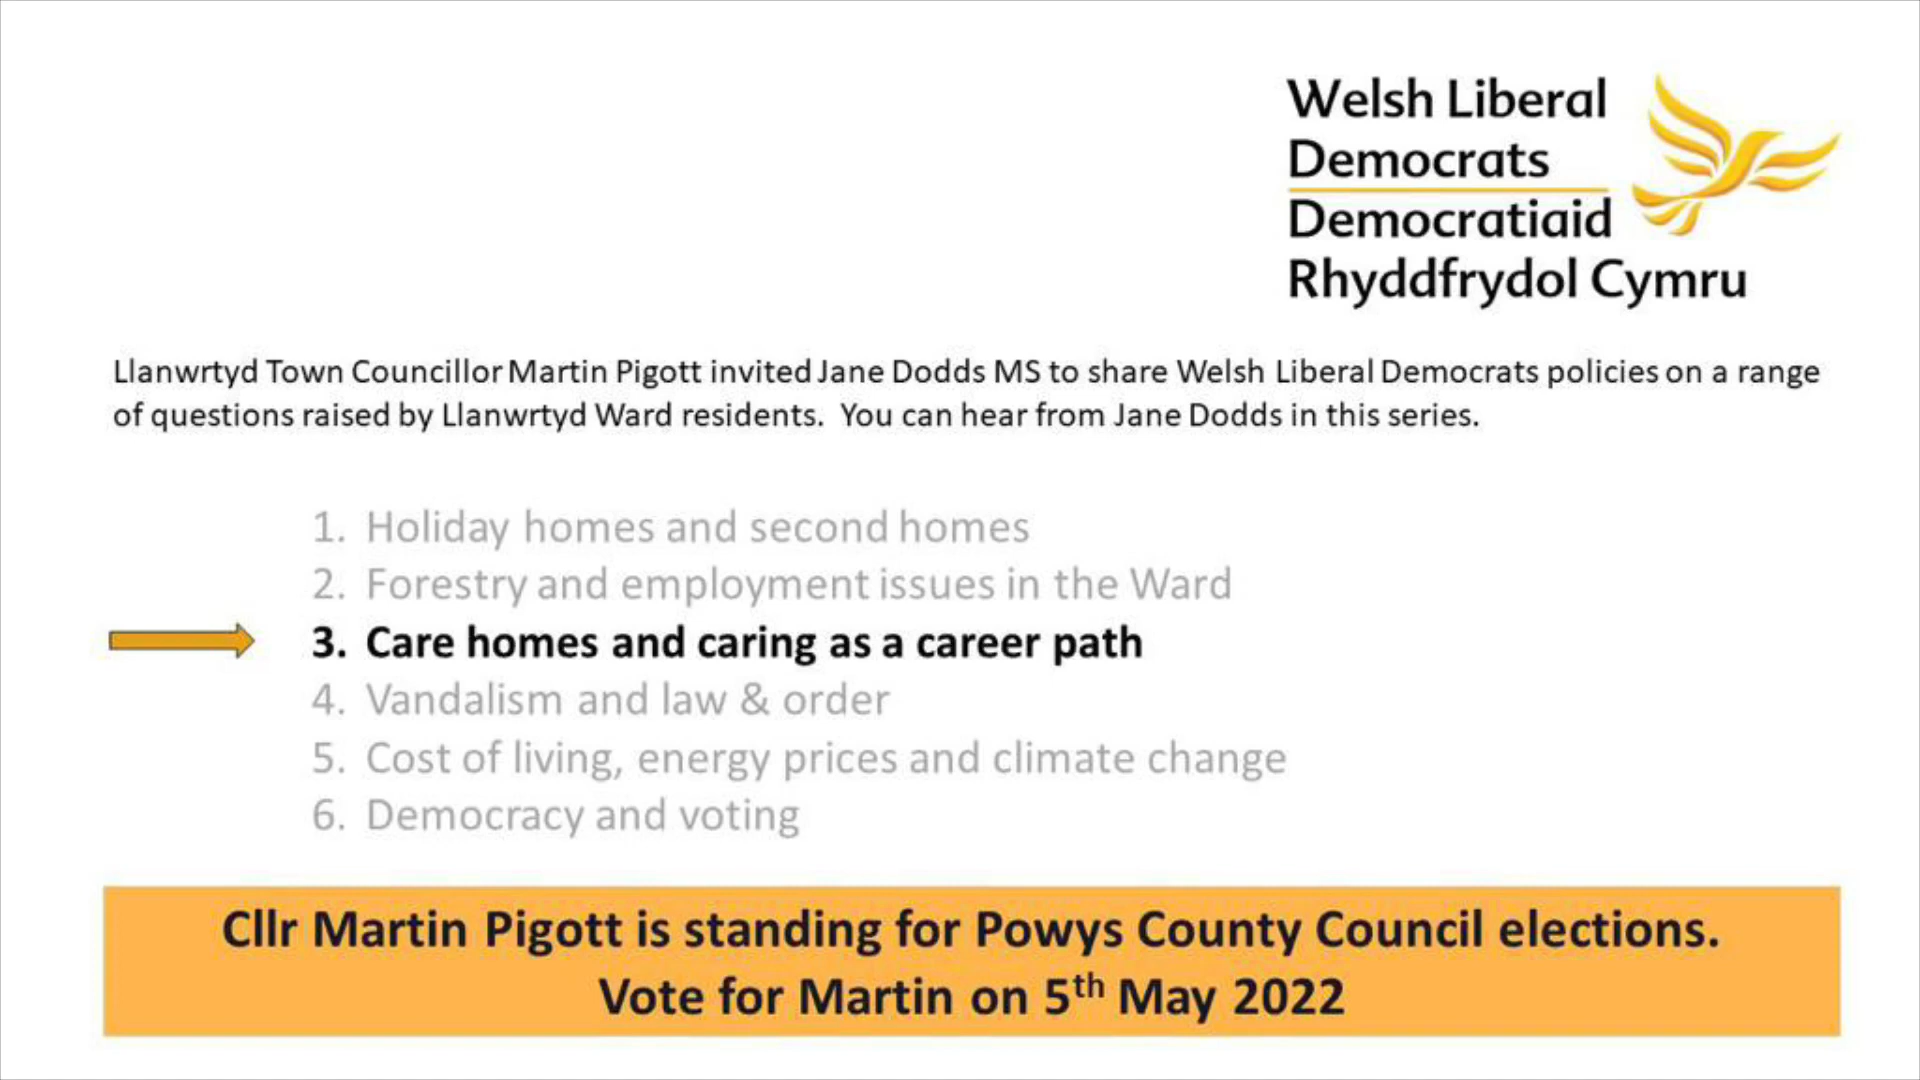 Welsh Liberal
Democrats
Democratiaid
Rhyddfrydol Cymru
Llanwrtyd Town Councillor Martin Pigott invited Jane Dodds MS to share Welsh Liberal Democrats policies on a range
of questions raised by Llanwrtyd Ward residents.  You can hear from Jane Dodds in this series.
1. Holiday homes and second homes
2. Forestry and employment issues in the Ward
3. Care homes and caring as a career path
4. Vandalism and law & order
5. Cost of living, energy prices and climate change
6. Democracy and voting
Cllr Martin Pigott is standing for Powys County Council elections.
Vote for Martin on 5th May 2022